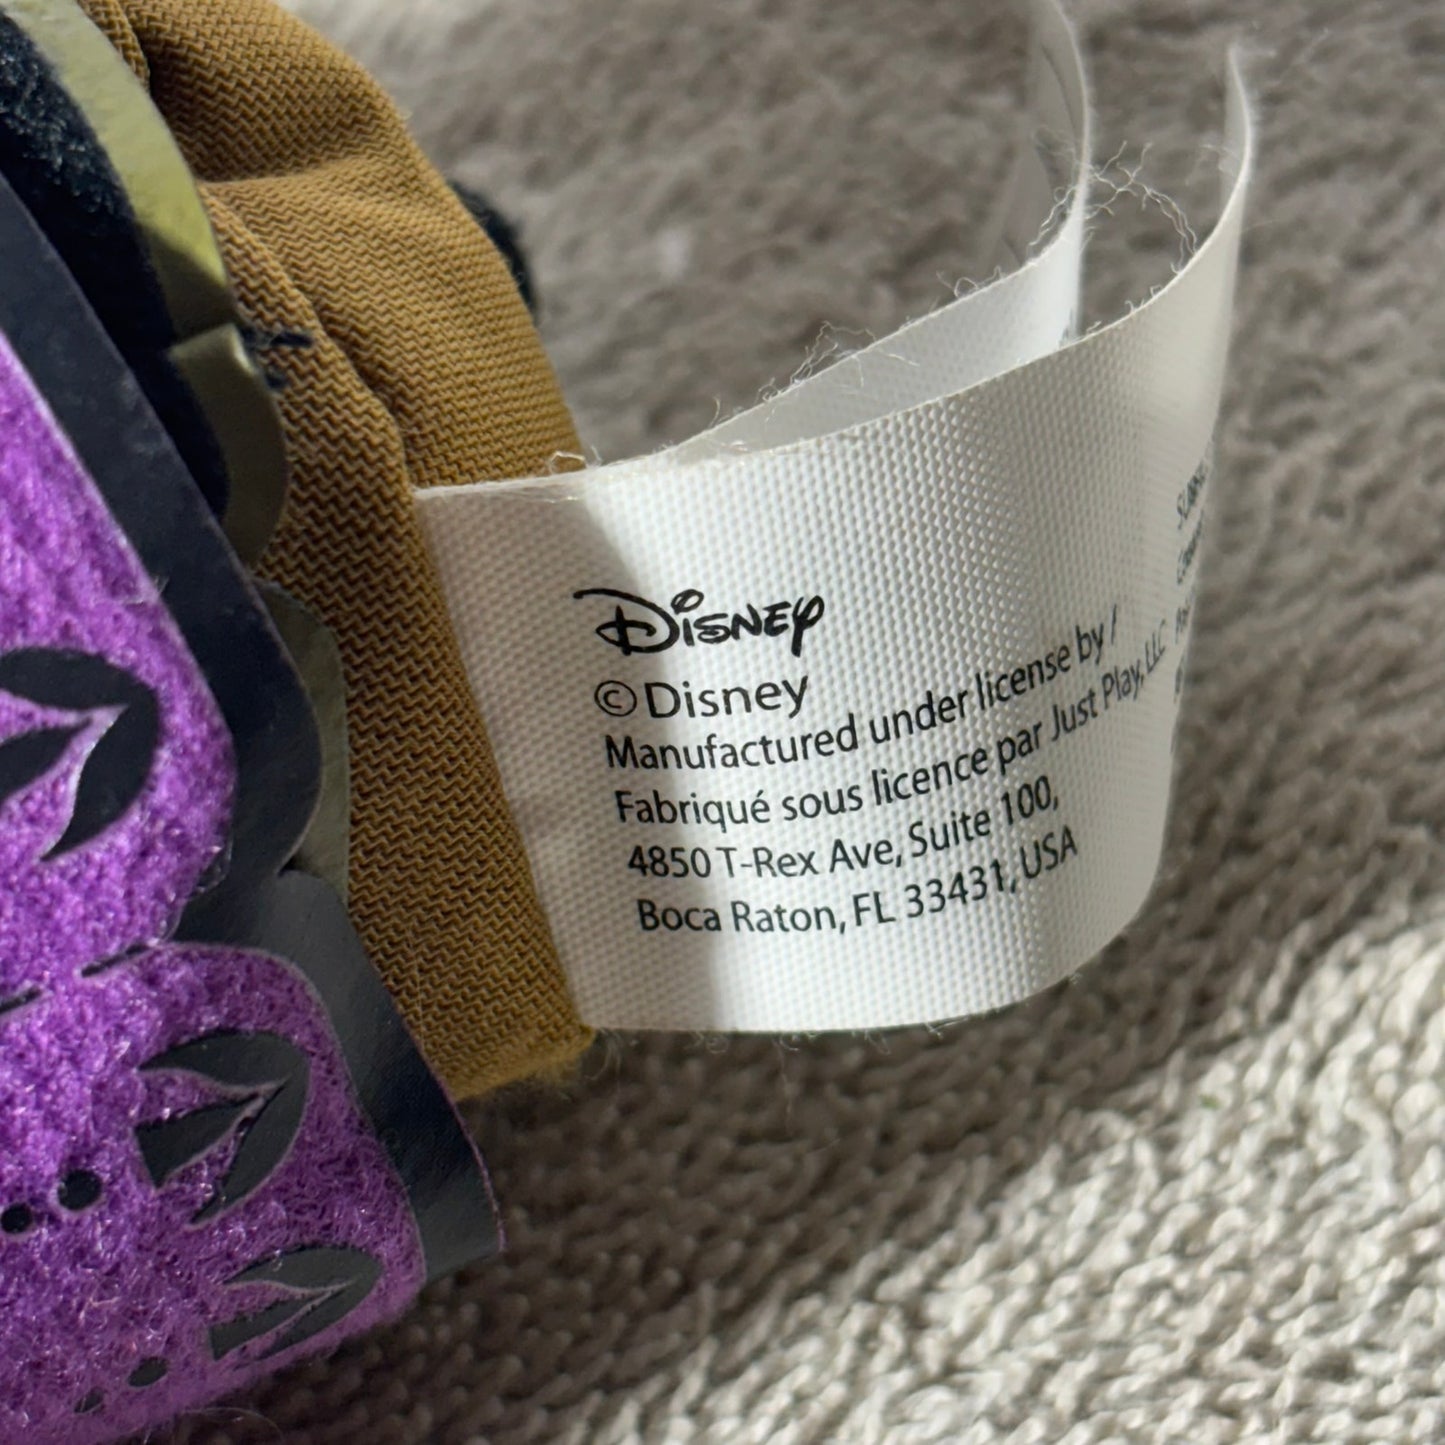 Disney
©Disney
Manufactured under license by /
Fabriqué sous licence par Just Play, LLC
4850 T-Rex Ave, Suite 100,
Boca Raton, FL 33431, USA